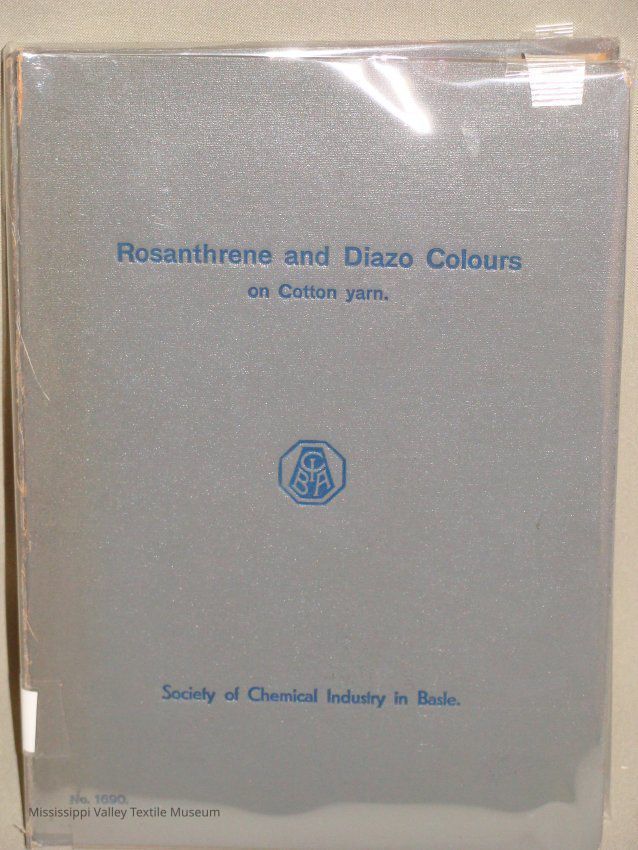 Rosanthrene and Diazo Colours
on Cotton yarn.
CIBA
Society of Chemical Industry in Basle.
No. 1690.
Mississippi Valley Textile Museum